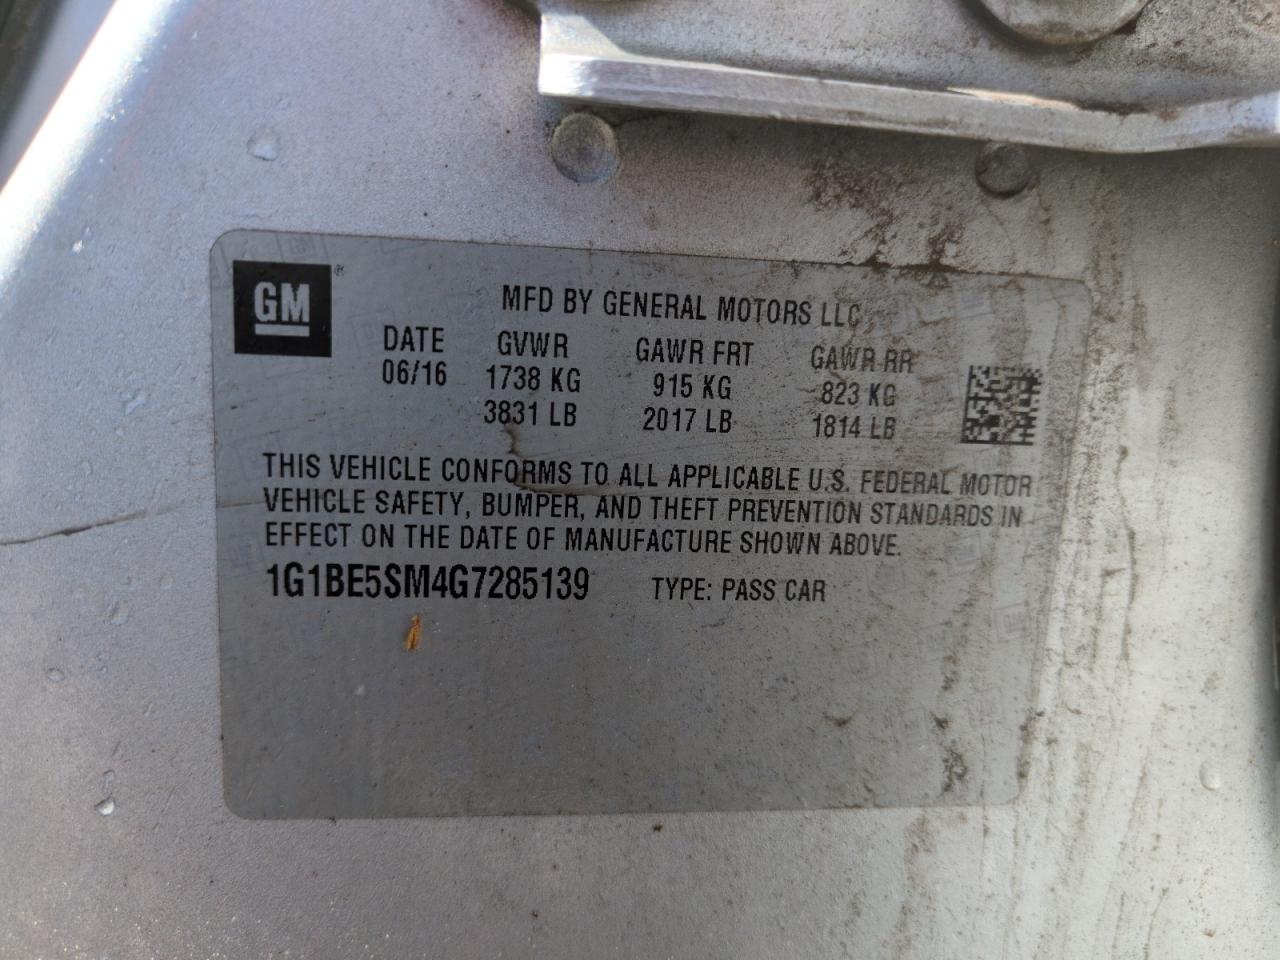 GM ®
MFD BY GENERAL MOTORS LLC
DATE GVWR GAWR FRT GAWR RR
06/16 1738 KG 915 KG 823 KG
3831 LB 2017 LB 1814 LB
THIS VEHICLE CONFORMS TO ALL APPLICABLE U.S. FEDERAL MOTOR
VEHICLE SAFETY, BUMPER, AND THEFT PREVENTION STANDARDS IN
EFFECT ON THE DATE OF MANUFACTURE SHOWN ABOVE.
1G1BE5SM4G7285139 TYPE: PASS CAR